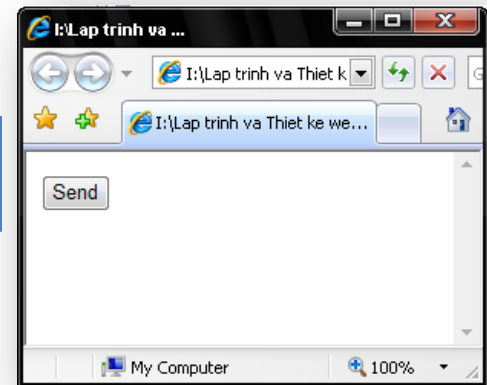 I:\Lap trinh va ...
I:\Lap trinh va Thiet k
G
I:\Lap trinh va Thiet ke we...
Send
My Computer
100%